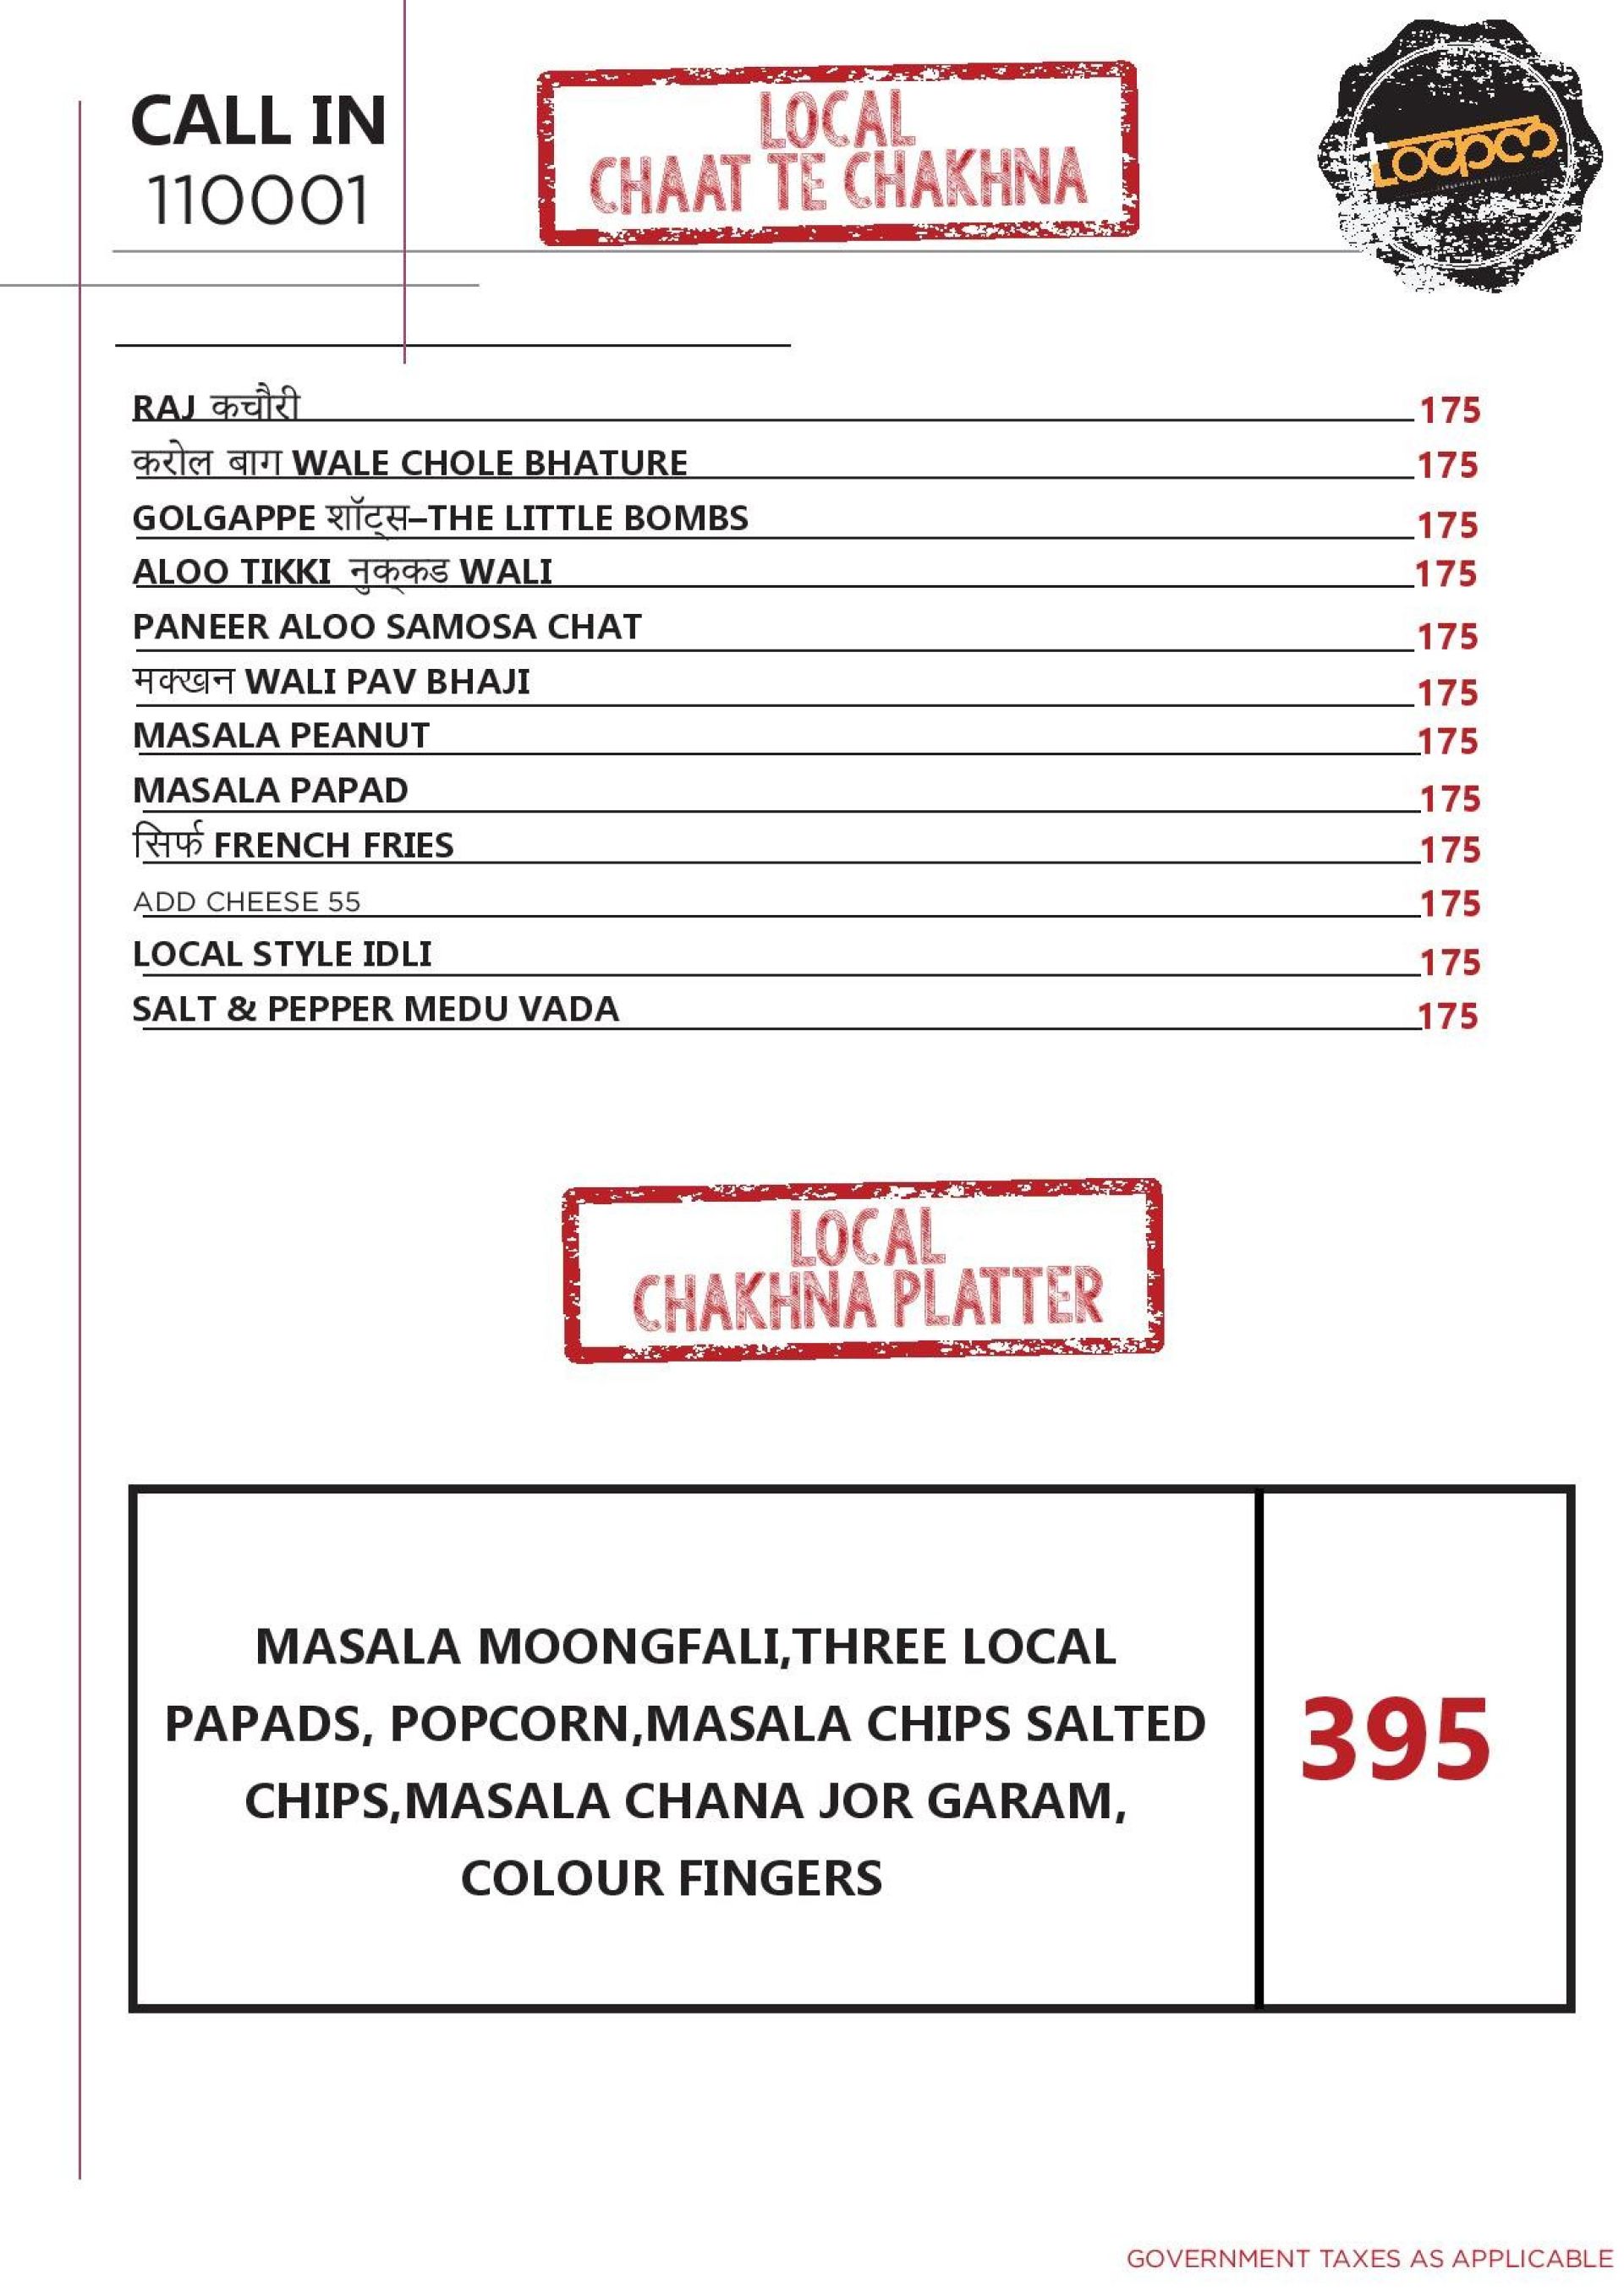 CALL IN
110001
LOCAL
CHAAT TE CHAKHNA
RAJ कचौरी 175
करोल बाग WALE CHOLE BHATURE 175
GOLGAPPE शॉट्स–THE LITTLE BOMBS 175
ALOO TIKKI नुक्कड WALI 175
PANEER ALOO SAMOSA CHAT 175
मक्खन WALI PAV BHAJI 175
MASALA PEANUT 175
MASALA PAPAD 175
सिर्फ FRENCH FRIES 175
ADD CHEESE 55 175
LOCAL STYLE IDLI 175
SALT & PEPPER MEDU VADA 175
LOCAL
CHAKHNA PLATTER
MASALA MOONGFALI,THREE LOCAL
PAPADS, POPCORN,MASALA CHIPS SALTED
CHIPS,MASALA CHANA JOR GARAM,
COLOUR FINGERS
395
GOVERNMENT TAXES AS APPLICABLE